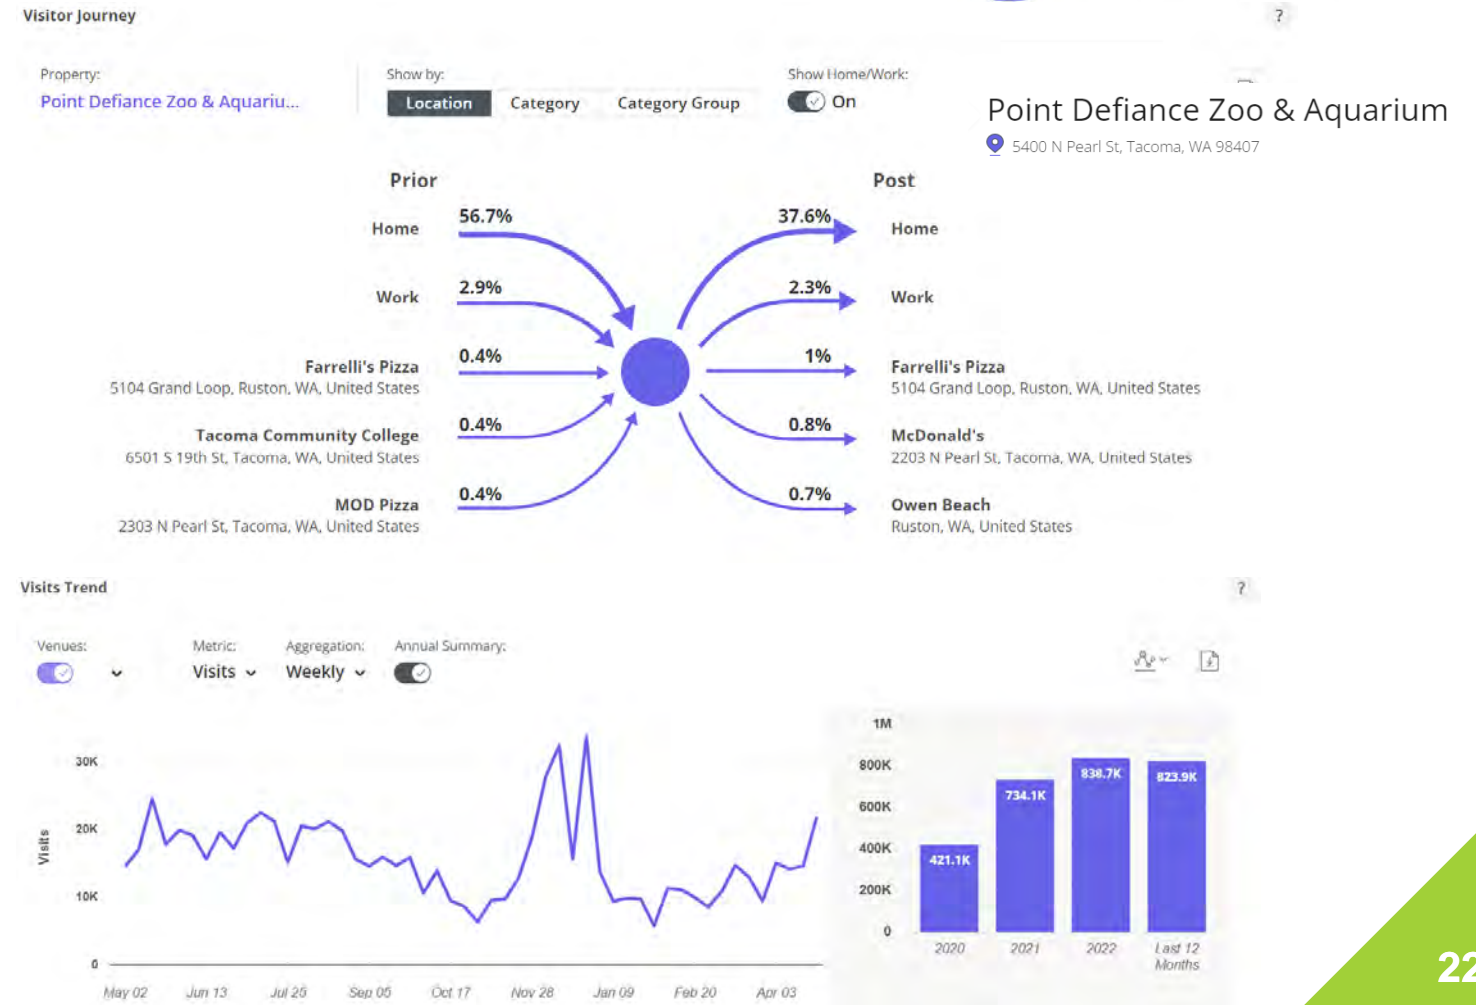 Visitor Journey
?
Property:
Point Defiance Zoo & Aquariu...
Show by:
Location
Category
Category Group
Show Home/Work:
On
Point Defiance Zoo & Aquarium
5400 N Pearl St, Tacoma, WA 98407
Prior
Post
Home
56.7%
37.6%
Home
Work
2.9%
2.3%
Work
Farrelli's Pizza
5104 Grand Loop, Ruston, WA, United States
0.4%
1%
Farrelli's Pizza
5104 Grand Loop, Ruston, WA, United States
Tacoma Community College
6501 S 19th St, Tacoma, WA, United States
0.4%
0.8%
McDonald's
2203 N Pearl St, Tacoma, WA, United States
MOD Pizza
2303 N Pearl St, Tacoma, WA, United States
0.4%
0.7%
Owen Beach
Ruston, WA, United States
Visits Trend
?
Venues:
Metric:
Visits
Aggregation:
Weekly
Annual Summary:
Visits
30K
20K
10K
0
May 02
Jun 13
Jul 25
Sep 05
Oct 17
Nov 28
Jan 09
Feb 20
Apr 03
1M
800K
600K
400K
200K
0
421.1K
734.1K
838.7K
823.9K
2020
2021
2022
Last 12
Months
22